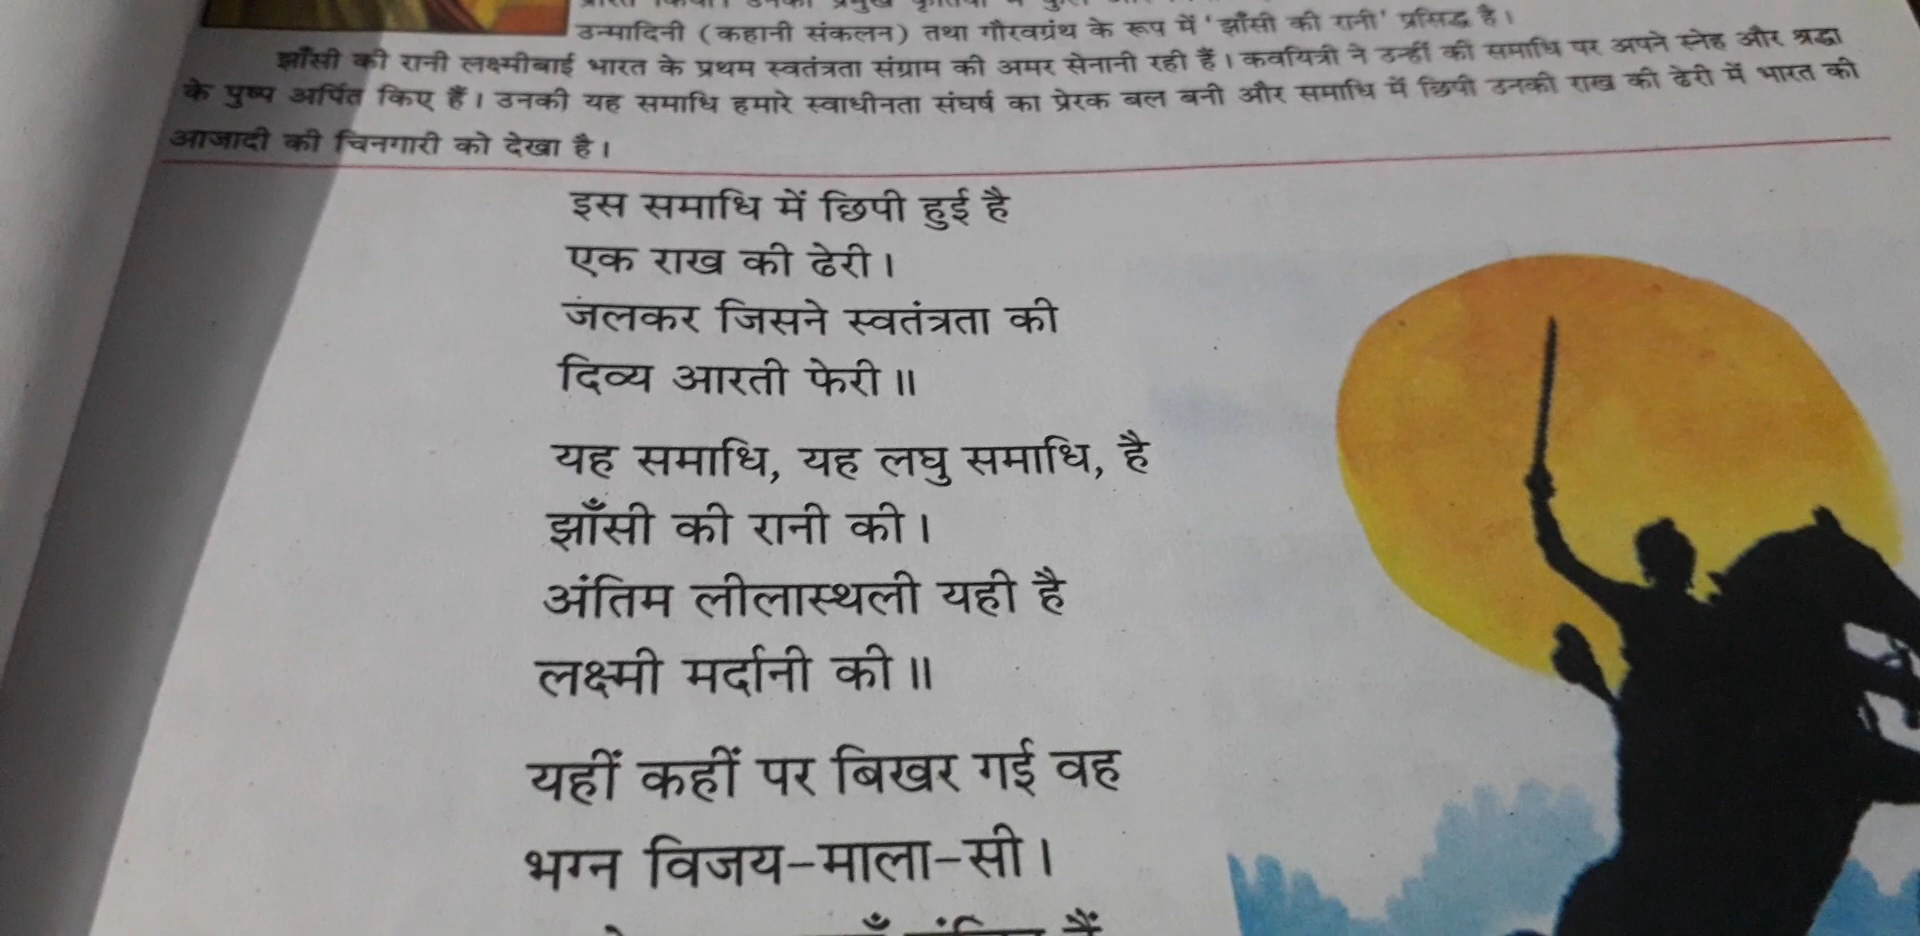 उन्मादिनी (कहानी संकलन) तथा गौरवग्रंथ के रूप में 'झाँसी की रानी' प्रसिद्ध है।
झाँसी की रानी लक्ष्मीबाई भारत के प्रथम स्वतंत्रता संग्राम की अमर सेनानी रही हैं। कवयित्री ने उन्हीं की समाधि पर अपने स्नेह और श्रद्धा
के पुष्प अर्पित किए हैं। उनकी यह समाधि हमारे स्वाधीनता संघर्ष का प्रेरक बल बनी और समाधि में छिपी उनकी राख की ढेरी में भारत की
आजादी की चिनगारी को देखा है।
इस समाधि में छिपी हुई है
एक राख की ढेरी।
जलकर जिसने स्वतंत्रता की
दिव्य आरती फेरी॥
यह समाधि, यह लघु समाधि, है
झाँसी की रानी की।
अंतिम लीलास्थली यही है
लक्ष्मी मर्दानी की॥
यहीं कहीं पर बिखर गई वह
भग्न विजय-माला-सी।